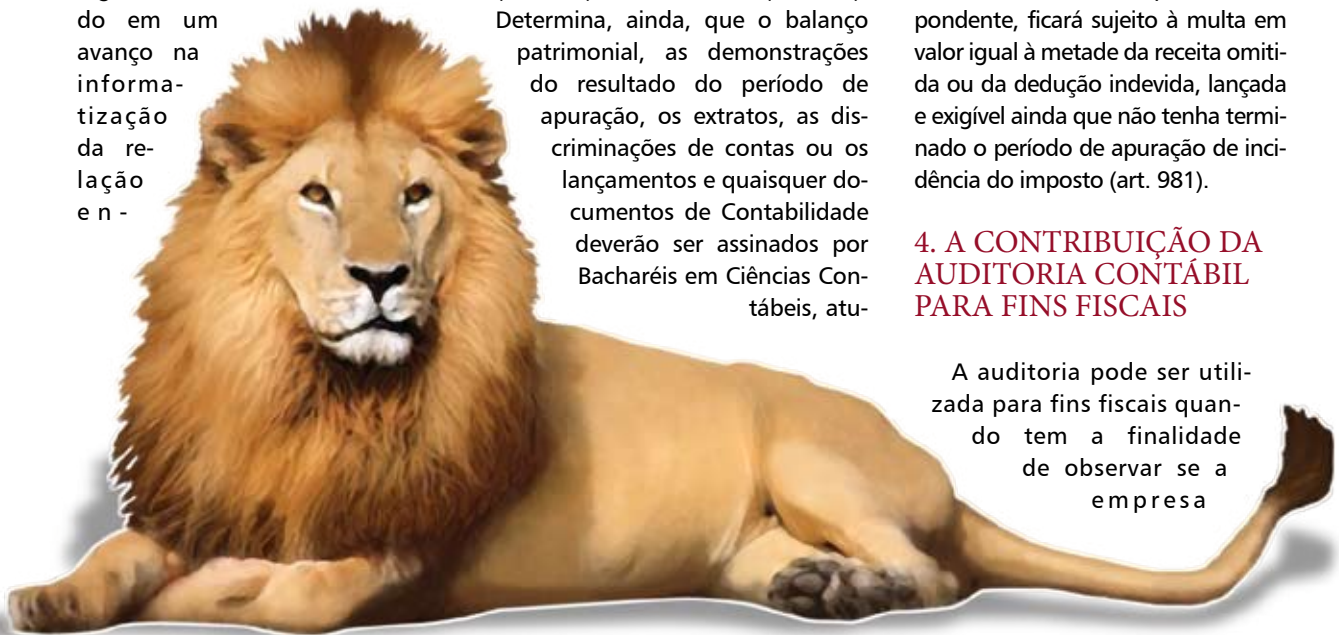 do em um
avanço na
informa-
tização
da re-
lação
en-
Determina, ainda, que o balanço
patrimonial, as demonstrações
do resultado do período de
apuração, os extratos, as dis-
criminações de contas ou os
lançamentos e quaisquer do-
cumentos de Contabilidade
deverão ser assinados por
Bacharéis em Ciências Con-
tábeis, atu-
pondente, ficará sujeito à multa em
valor igual à metade da receita omiti-
da ou da dedução indevida, lançada
e exigível ainda que não tenha termi-
nado o período de apuração de inci-
dência do imposto (art. 981).
4. A CONTRIBUIÇÃO DA
AUDITORIA CONTÁBIL
PARA FINS FISCAIS
A auditoria pode ser utili-
zada para fins fiscais quan-
do tem a finalidade
de observar se a
empresa